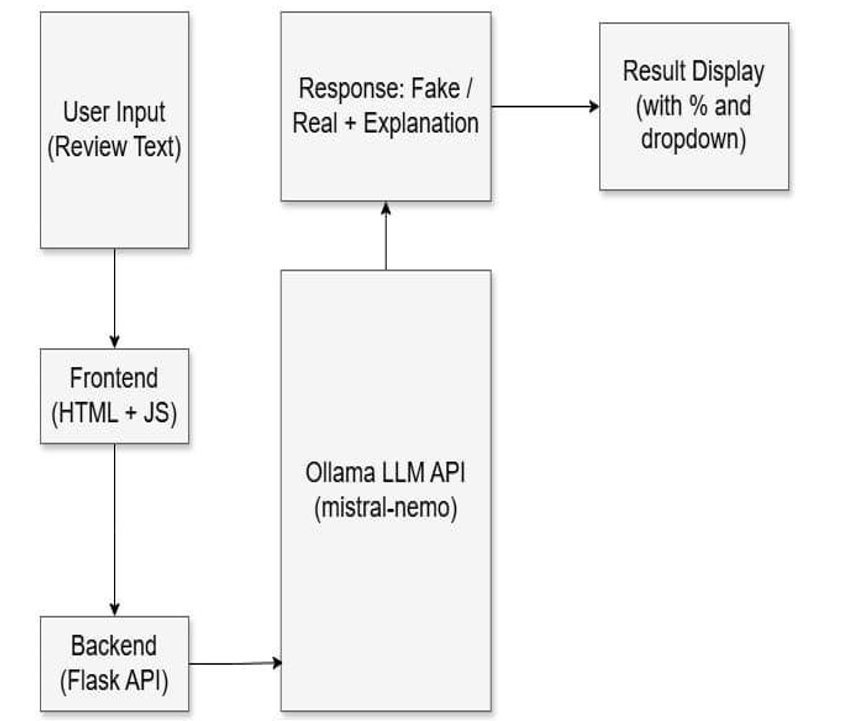 User Input
(Review Text)
Frontend
(HTML + JS)
Backend
(Flask API)
Ollama LLM API
(mistral-nemo)
Response: Fake /
Real + Explanation
Result Display
(with % and
dropdown)